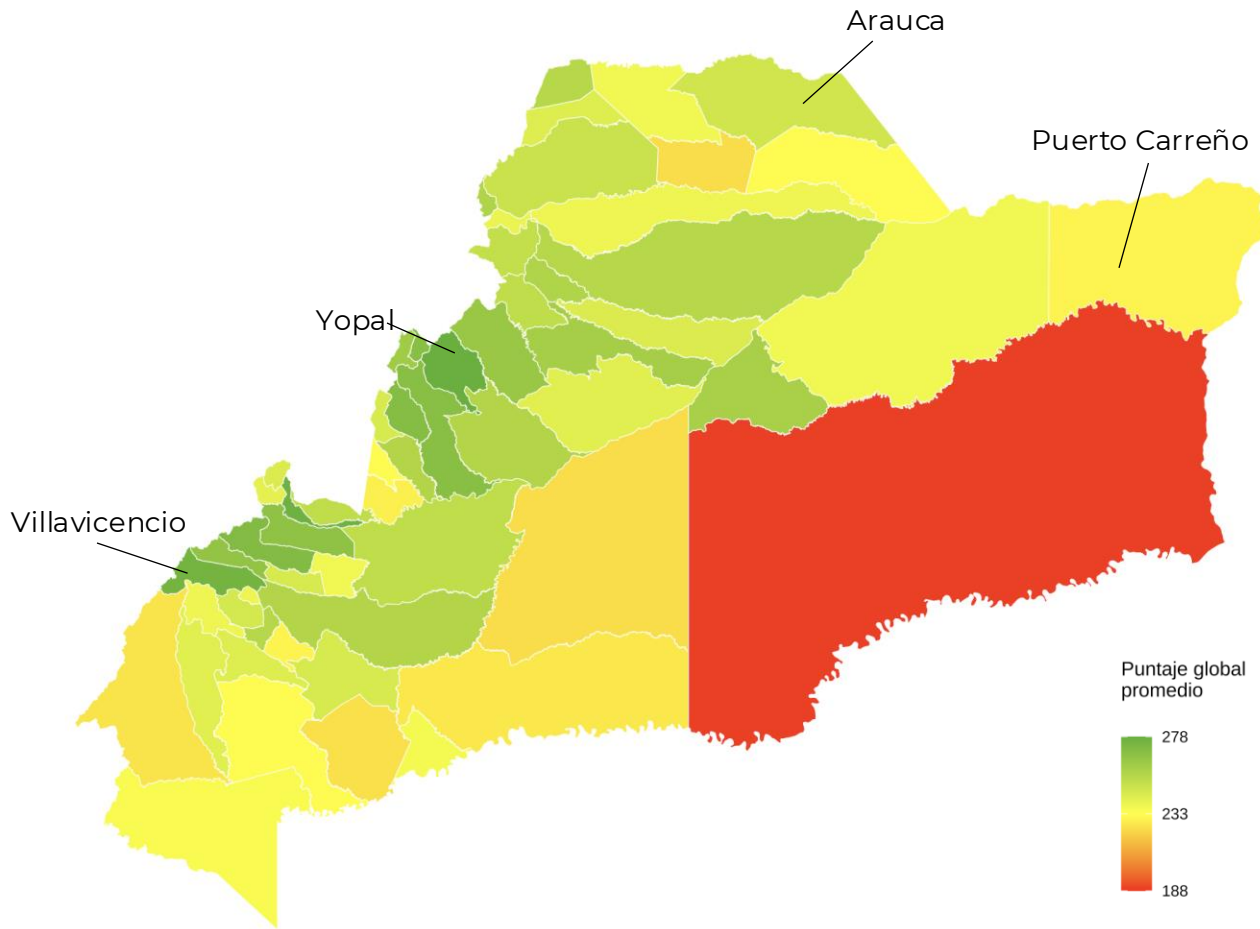 Arauca
Puerto Carreño
Yopal
Villavicencio
Puntaje global
promedio
278
233
188